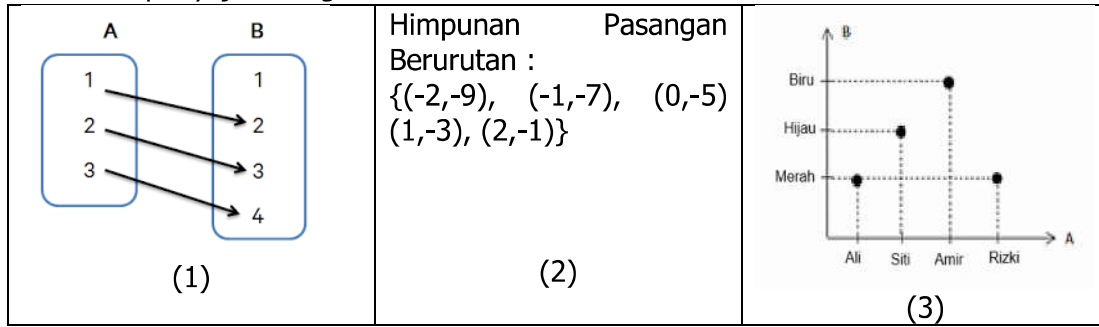 A B
1 1
2 2
3 3
4
(1)
Himpunan Pasangan
Berurutan :
{(-2,-9), (-1,-7), (0,-5)
(1,-3), (2,-1)}
(2)
B
Biru
Hijau
Merah
A
Ali Siti Amir Rizki
(3)